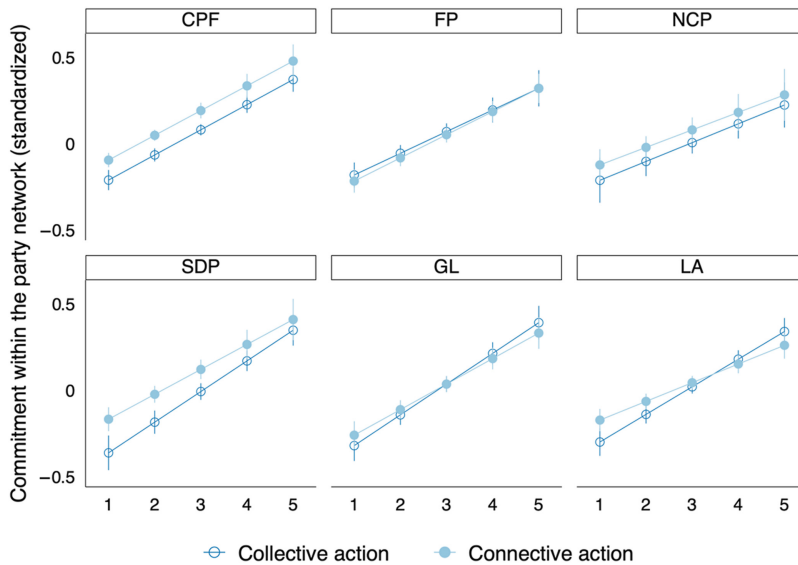 CPF FP NCP
Commitment within the party network (standardized)
0.5
0
−0.5
SDP GL LA
0.5
0
−0.5
1 2 3 4 5 1 2 3 4 5 1 2 3 4 5
Collective action Connective action